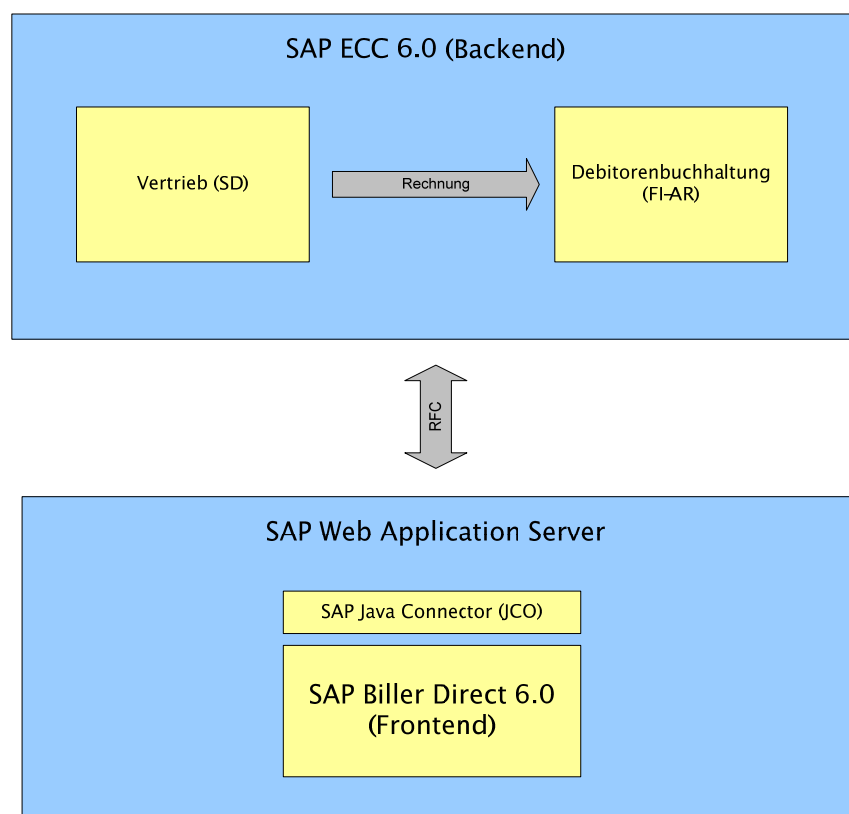 SAP ECC 6.0 (Backend)
Vertrieb (SD)
Rechnung
Debitorenbuchhaltung
(FI-AR)
RFC
SAP Web Application Server
SAP Java Connector (JCO)
SAP Biller Direct 6.0
(Frontend)